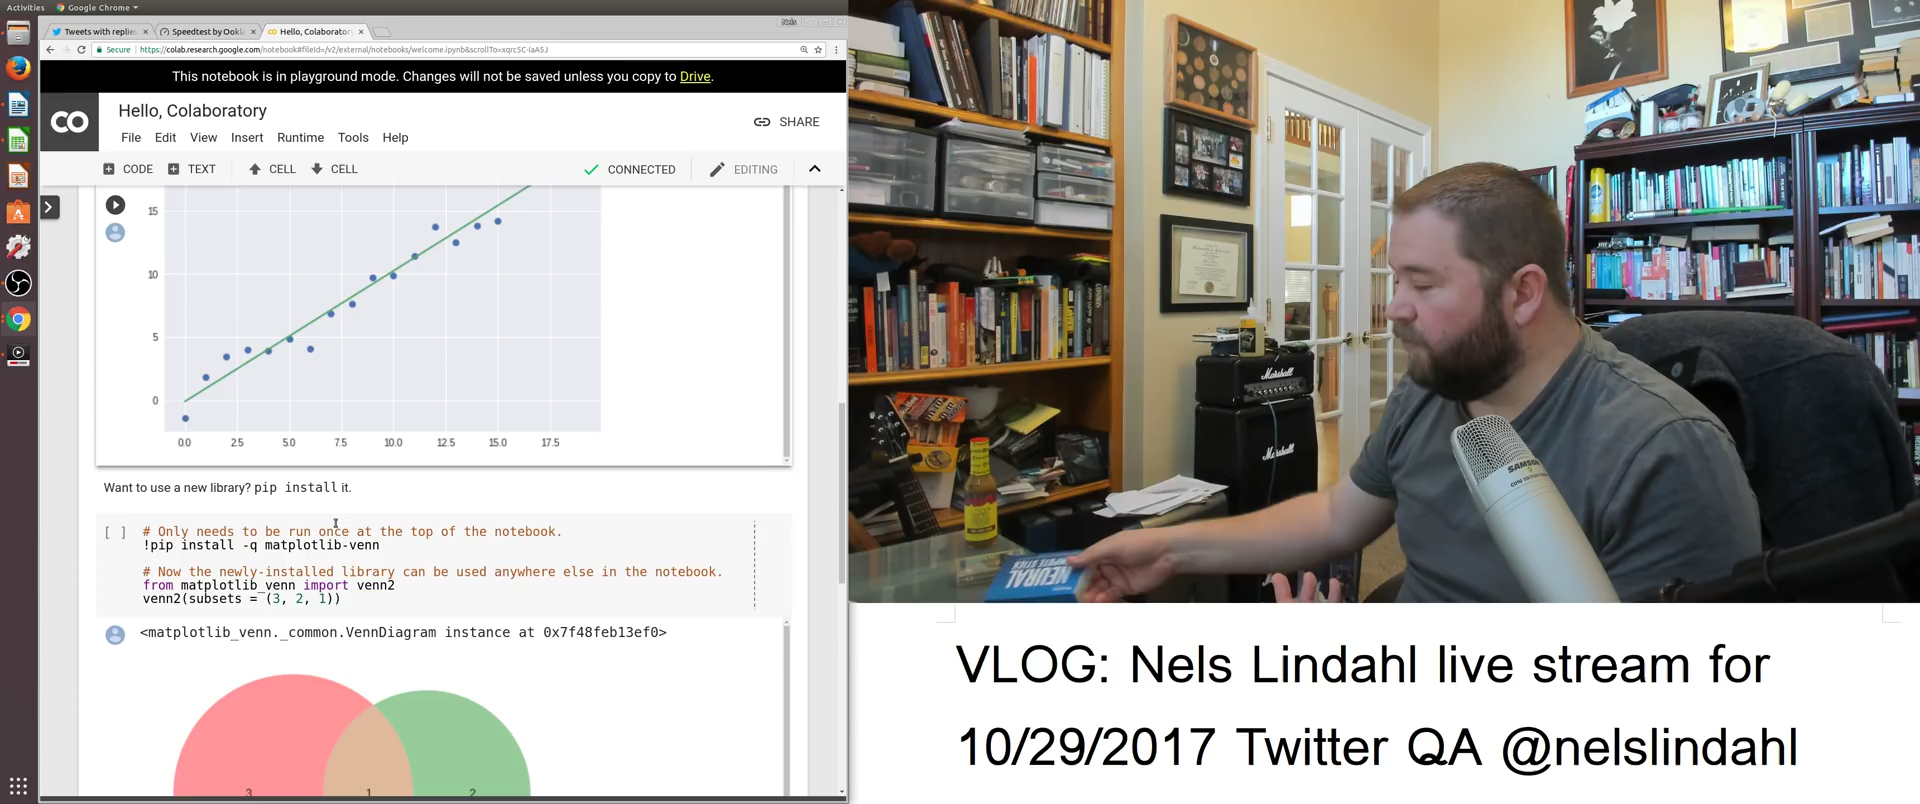 Activities
Google Chrome
Tweets with replies
Speedtest by Ookla
Hello, Colaboratory
Nels
Secure
https://colab.research.google.com/notebook#fileId=/v2/external/notebooks/welcome.ipynb&scrollTo=xqrc5C-IaA5J
This notebook is in playground mode. Changes will not be saved unless you copy to Drive.
CO
Hello, Colaboratory
SHARE
File Edit View Insert Runtime Tools Help
CODE TEXT CELL CELL CONNECTED EDITING
15
10
5
0
0.0 2.5 5.0 7.5 10.0 12.5 15.0 17.5
Want to use a new library? pip install it.
[ ] # Only needs to be run once at the top of the notebook.
!pip install -q matplotlib-venn
# Now the newly-installed library can be used anywhere else in the notebook.
from matplotlib_venn import venn2
venn2(subsets = (3, 2, 1))
<matplotlib_venn._common.VennDiagram instance at 0x7f48feb13ef0>
3 1 2
Marshall
Marshall
SAMSON
NEURAL
COMPUTE STICK
VLOG: Nels Lindahl live stream for
10/29/2017 Twitter QA @nelslindahl